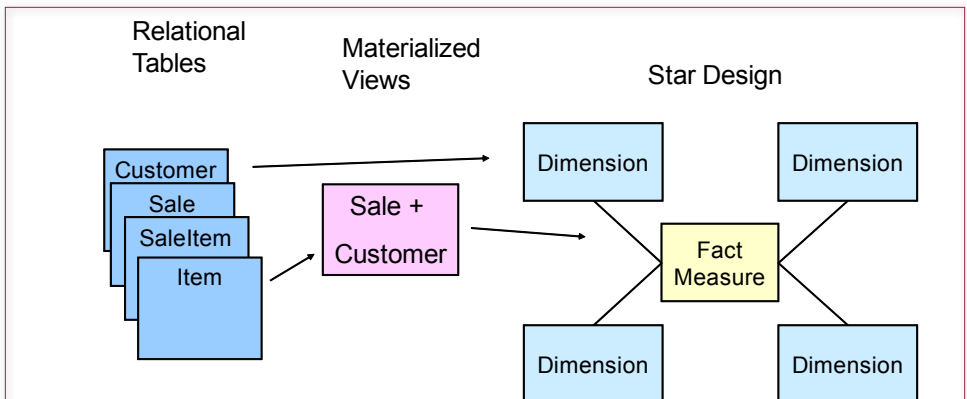 Relational
Tables
Materialized
Views
Star Design
Customer
Sale
SaleItem
Item
Sale +
Customer
Dimension
Dimension
Fact
Measure
Dimension
Dimension